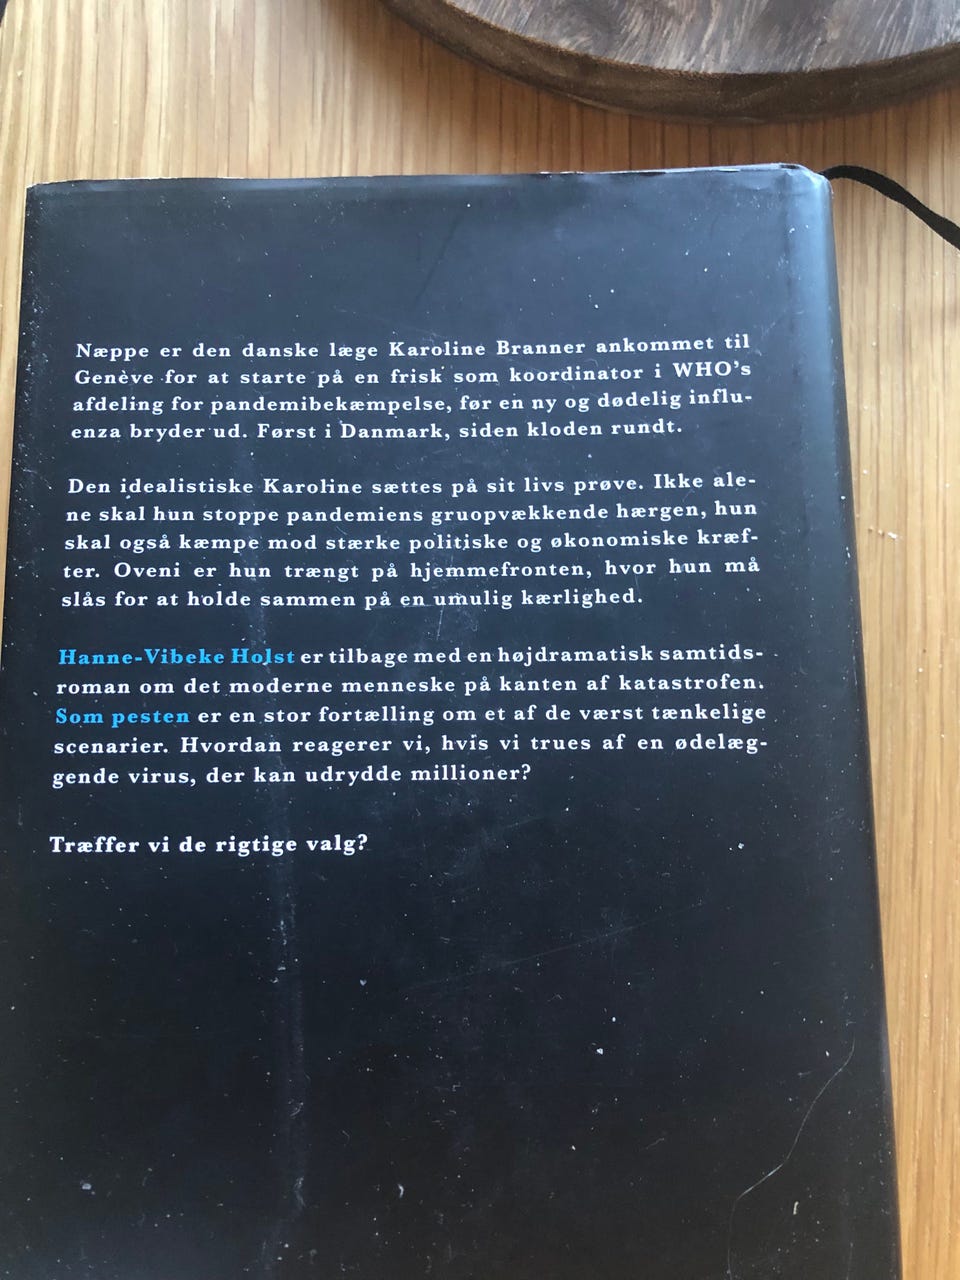 Næppe er den danske læge Karoline Branner ankommet til
Genève for at starte på en frisk som koordinator i WHO's
afdeling for pandemibekæmpelse, før en ny og dødelig influ-
enza bryder ud. Først i Danmark, siden kloden rundt.
Den idealistiske Karoline sættes på sit livs prøve. Ikke ale-
ne skal hun stoppe pandemiens gruopvækkende hærgen, hun
skal også kæmpe mod stærke politiske og økonomiske kræf-
ter. Oveni er hun trængt på hjemmefronten, hvor hun må
slås for at holde sammen på en umulig kærlighed.
Hanne-Vibeke Holst er tilbage med en højdramatisk samtids-
roman om det moderne menneske på kanten af katastrofen.
Som pesten er en stor fortælling om et af de værst tænkelige
scenarier. Hvordan reagerer vi, hvis vi trues af en ødelæg-
gende virus, der kan udrydde millioner?
Træffer vi de rigtige valg?